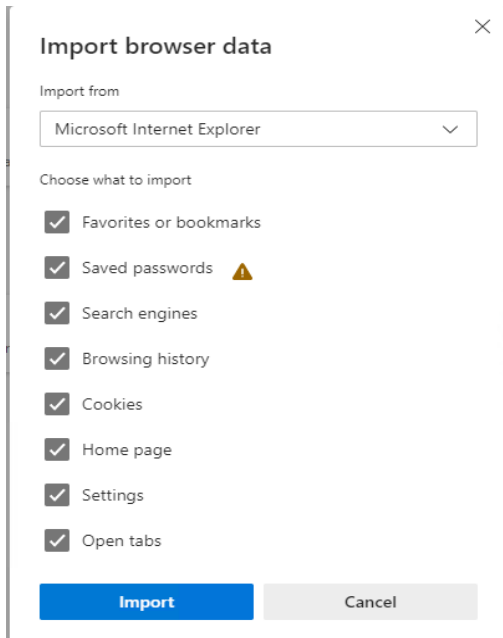 Import browser data
Import from
Microsoft Internet Explorer
Choose what to import
Favorites or bookmarks
Saved passwords
Search engines
Browsing history
Cookies
Home page
Settings
Open tabs
Import
Cancel